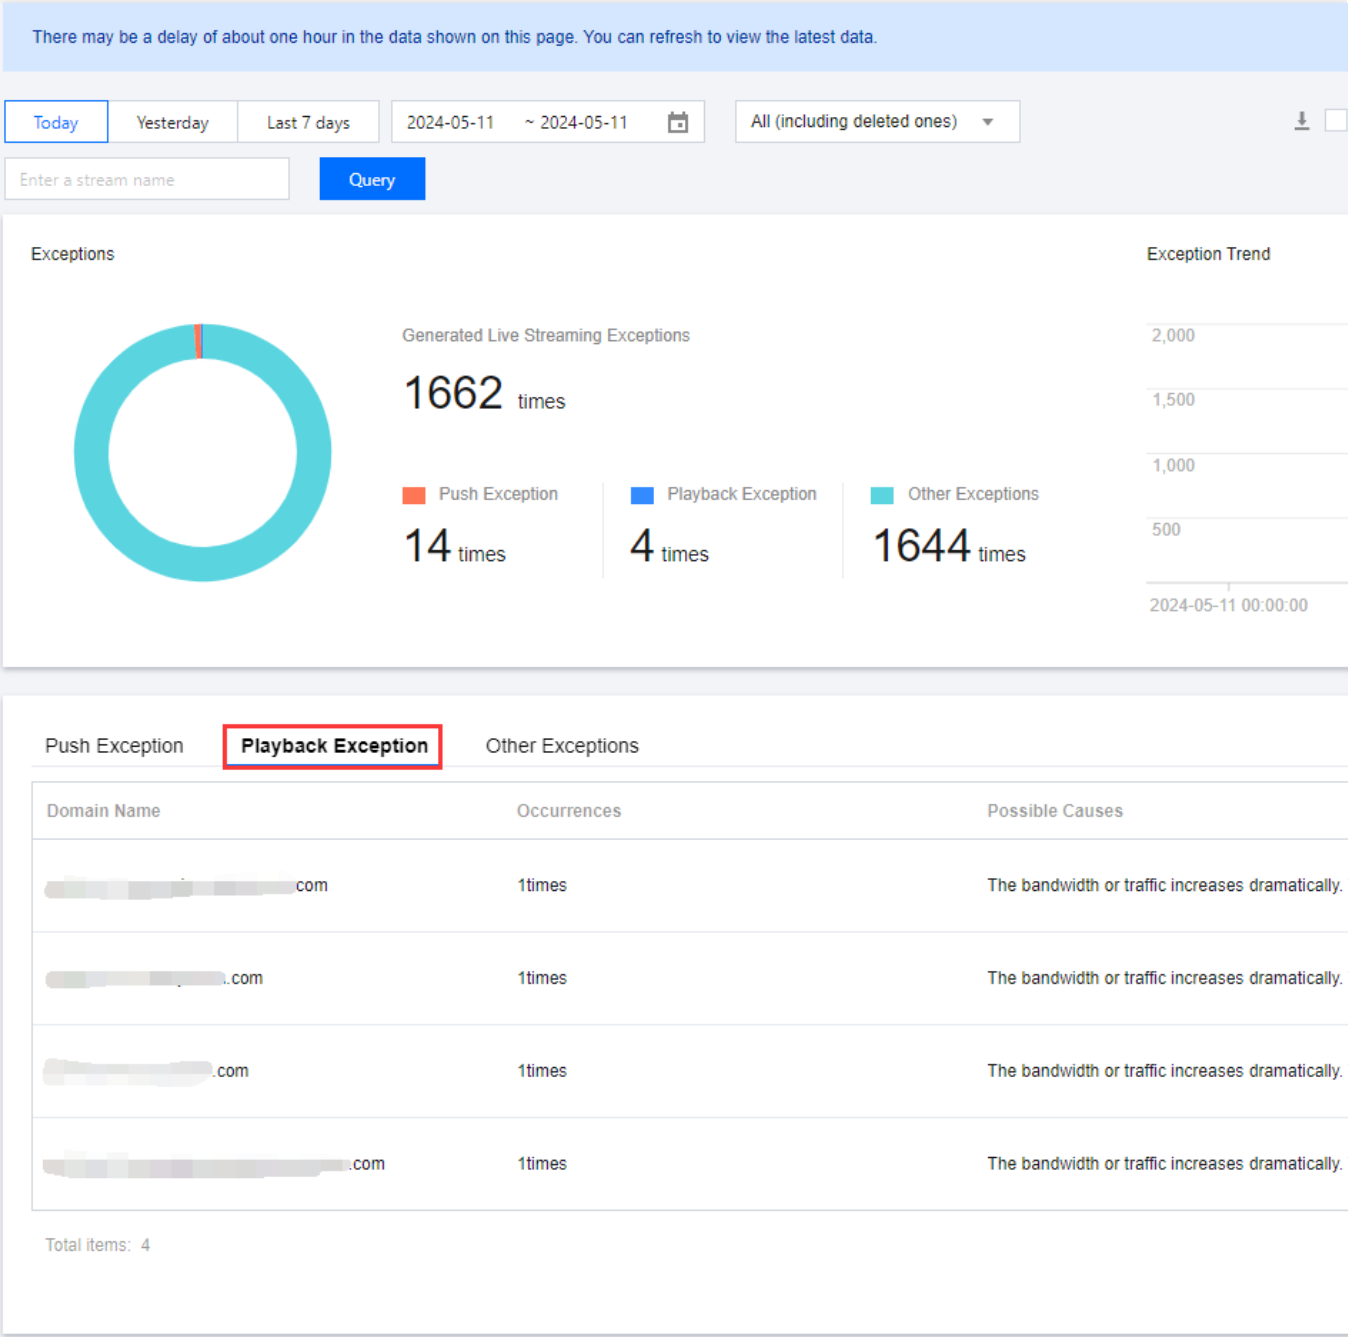 There may be a delay of about one hour in the data shown on this page. You can refresh to view the latest data.
Today Yesterday Last 7 days 2024-05-11 ~ 2024-05-11 All (including deleted ones)
Enter a stream name Query
Exceptions
Generated Live Streaming Exceptions
1662 times
Push Exception Playback Exception Other Exceptions
14 times 4 times 1644 times
Exception Trend
2,000
1,500
1,000
500
2024-05-11 00:00:00
Push Exception Playback Exception Other Exceptions
Domain Name Occurrences Possible Causes
com 1times The bandwidth or traffic increases dramatically.
.com 1times The bandwidth or traffic increases dramatically.
.com 1times The bandwidth or traffic increases dramatically.
.com 1times The bandwidth or traffic increases dramatically.
Total items: 4